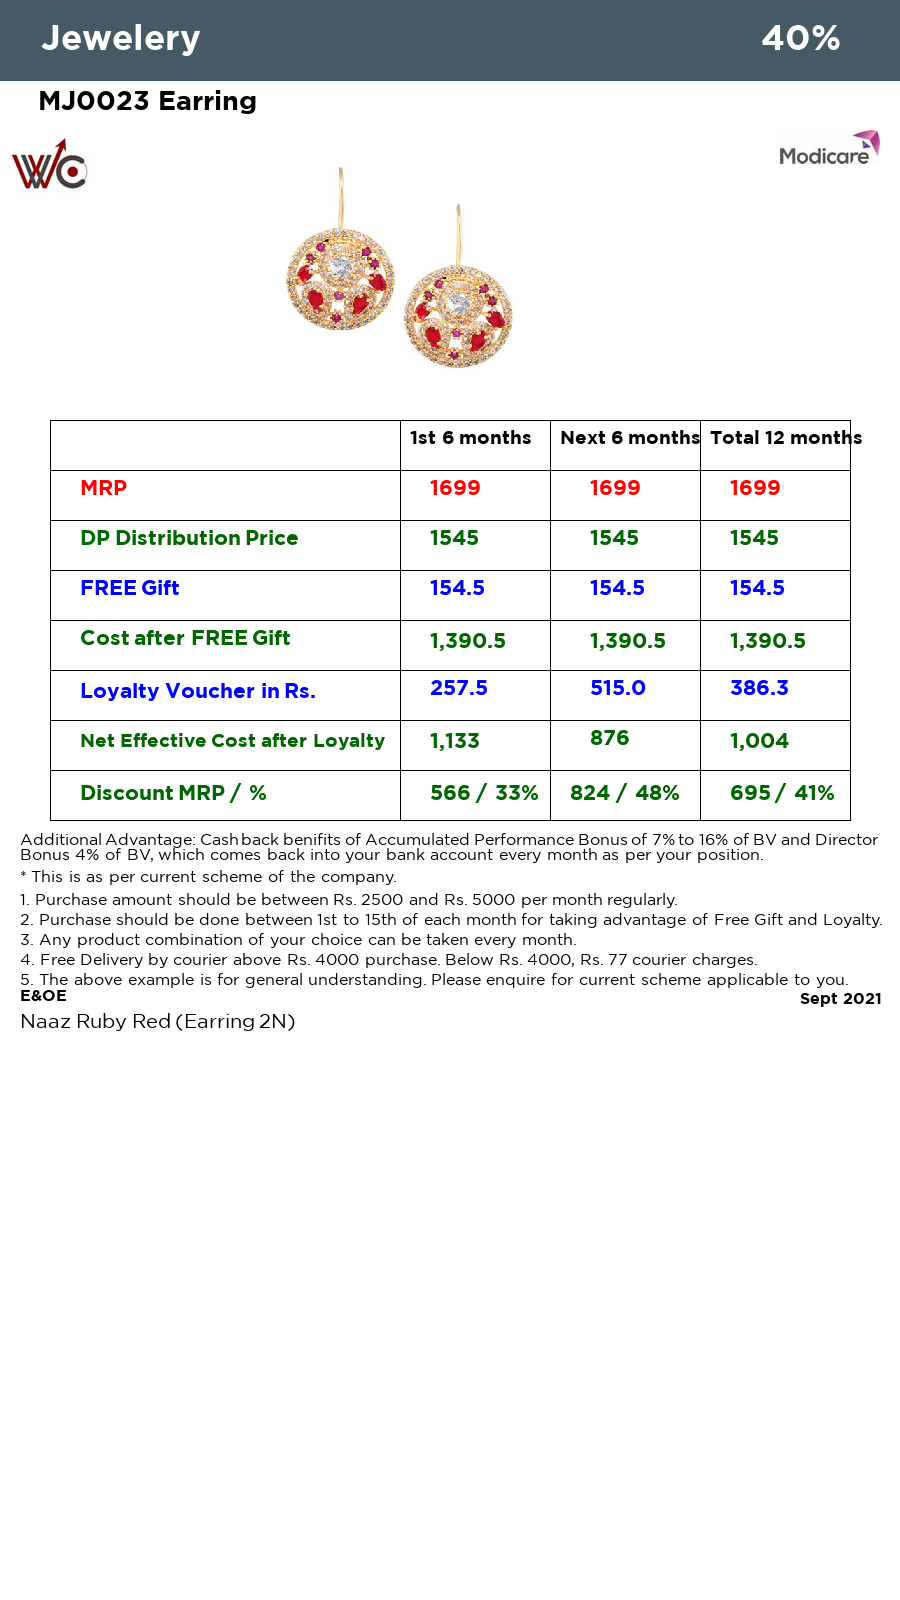 Jewelery 40%
MJ0023 Earring
WC
Modicare
1st 6 months Next 6 months Total 12 months
MRP 1699 1699 1699
DP Distribution Price 1545 1545 1545
FREE Gift 154.5 154.5 154.5
Cost after FREE Gift 1,390.5 1,390.5 1,390.5
Loyalty Voucher in Rs. 257.5 515.0 386.3
Net Effective Cost after Loyalty 1,133 876 1,004
Discount MRP / % 566 / 33% 824 / 48% 695 / 41%
Additional Advantage: Cashback benifits of Accumulated Performance Bonus of 7% to 16% of BV and Director
Bonus 4% of BV, which comes back into your bank account every month as per your position.
* This is as per current scheme of the company.
1. Purchase amount should be between Rs. 2500 and Rs. 5000 per month regularly.
2. Purchase should be done between 1st to 15th of each month for taking advantage of Free Gift and Loyalty.
3. Any product combination of your choice can be taken every month.
4. Free Delivery by courier above Rs. 4000 purchase. Below Rs. 4000, Rs. 77 courier charges.
5. The above example is for general understanding. Please enquire for current scheme applicable to you.
E&OE Sept 2021
Naaz Ruby Red (Earring 2N)